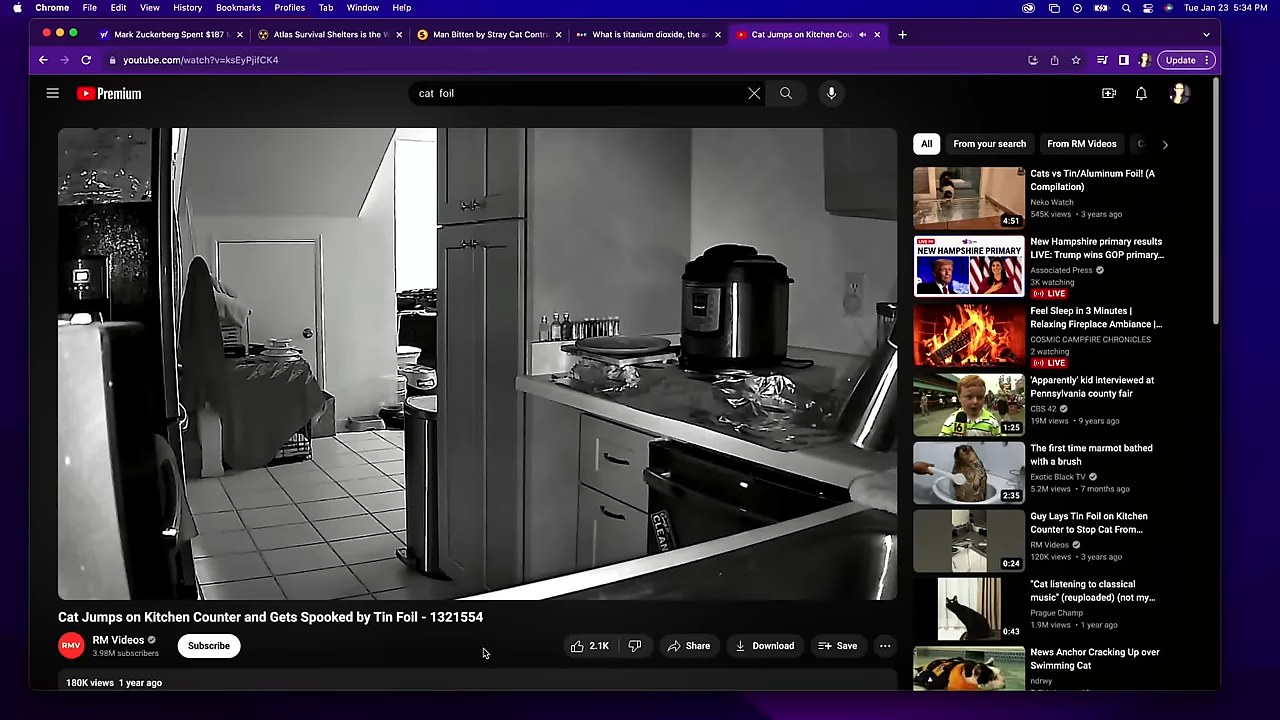 Chrome File Edit View History Bookmarks Profiles Tab Window Help Tue Jan 23 5:34 PM
Mark Zuckerberg Spent $187
Atlas Survival Shelters is the
Man Bitten by Stray Cat Contra
What is titanium dioxide, the a
Cat Jumps on Kitchen Cou
youtube.com/watch?v=ksEyPjifCK4
Update
Premium
cat foil
All
From your search
From RM Videos
Cats vs Tin/Aluminum Foil! (A
Compilation)
Neko Watch
545K views • 3 years ago
4:51
LIVE
NEW HAMPSHIRE PRIMARY
New Hampshire primary results
LIVE: Trump wins GOP primary...
Associated Press
3K watching
LIVE
Feel Sleep in 3 Minutes |
Relaxing Fireplace Ambiance |...
COSMIC CAMPFIRE CHRONICLES
2 watching
LIVE
'Apparently' kid interviewed at
Pennsylvania county fair
CBS 42
19M views • 9 years ago
16
1:25
The first time marmot bathed
with a brush
Exotic Black TV
5.2M views • 7 months ago
2:35
Guy Lays Tin Foil on Kitchen
Counter to Stop Cat From...
RM Videos
120K views • 3 years ago
0:24
"Cat listening to classical
music" (reuploaded) (not my...
Prague Champ
1.9M views • 1 year ago
0:43
News Anchor Cracking Up over
Swimming Cat
ndrwy
CLEAN
Cat Jumps on Kitchen Counter and Gets Spooked by Tin Foil - 1321554
RMV
RM Videos
3.98M subscribers
Subscribe
2.1K
Share
Download
Save
180K views 1 year ago